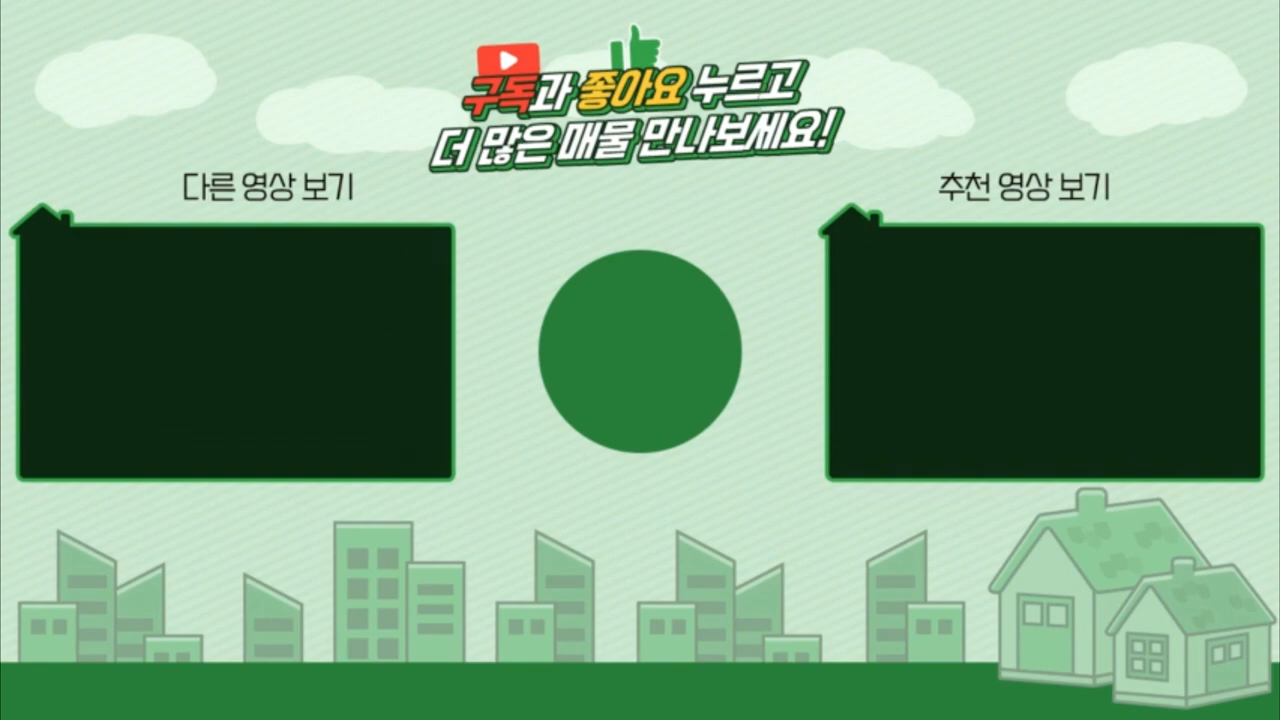 구독과 좋아요 누르고
더 많은 매물 만나보세요!
다른 영상 보기
추천 영상 보기